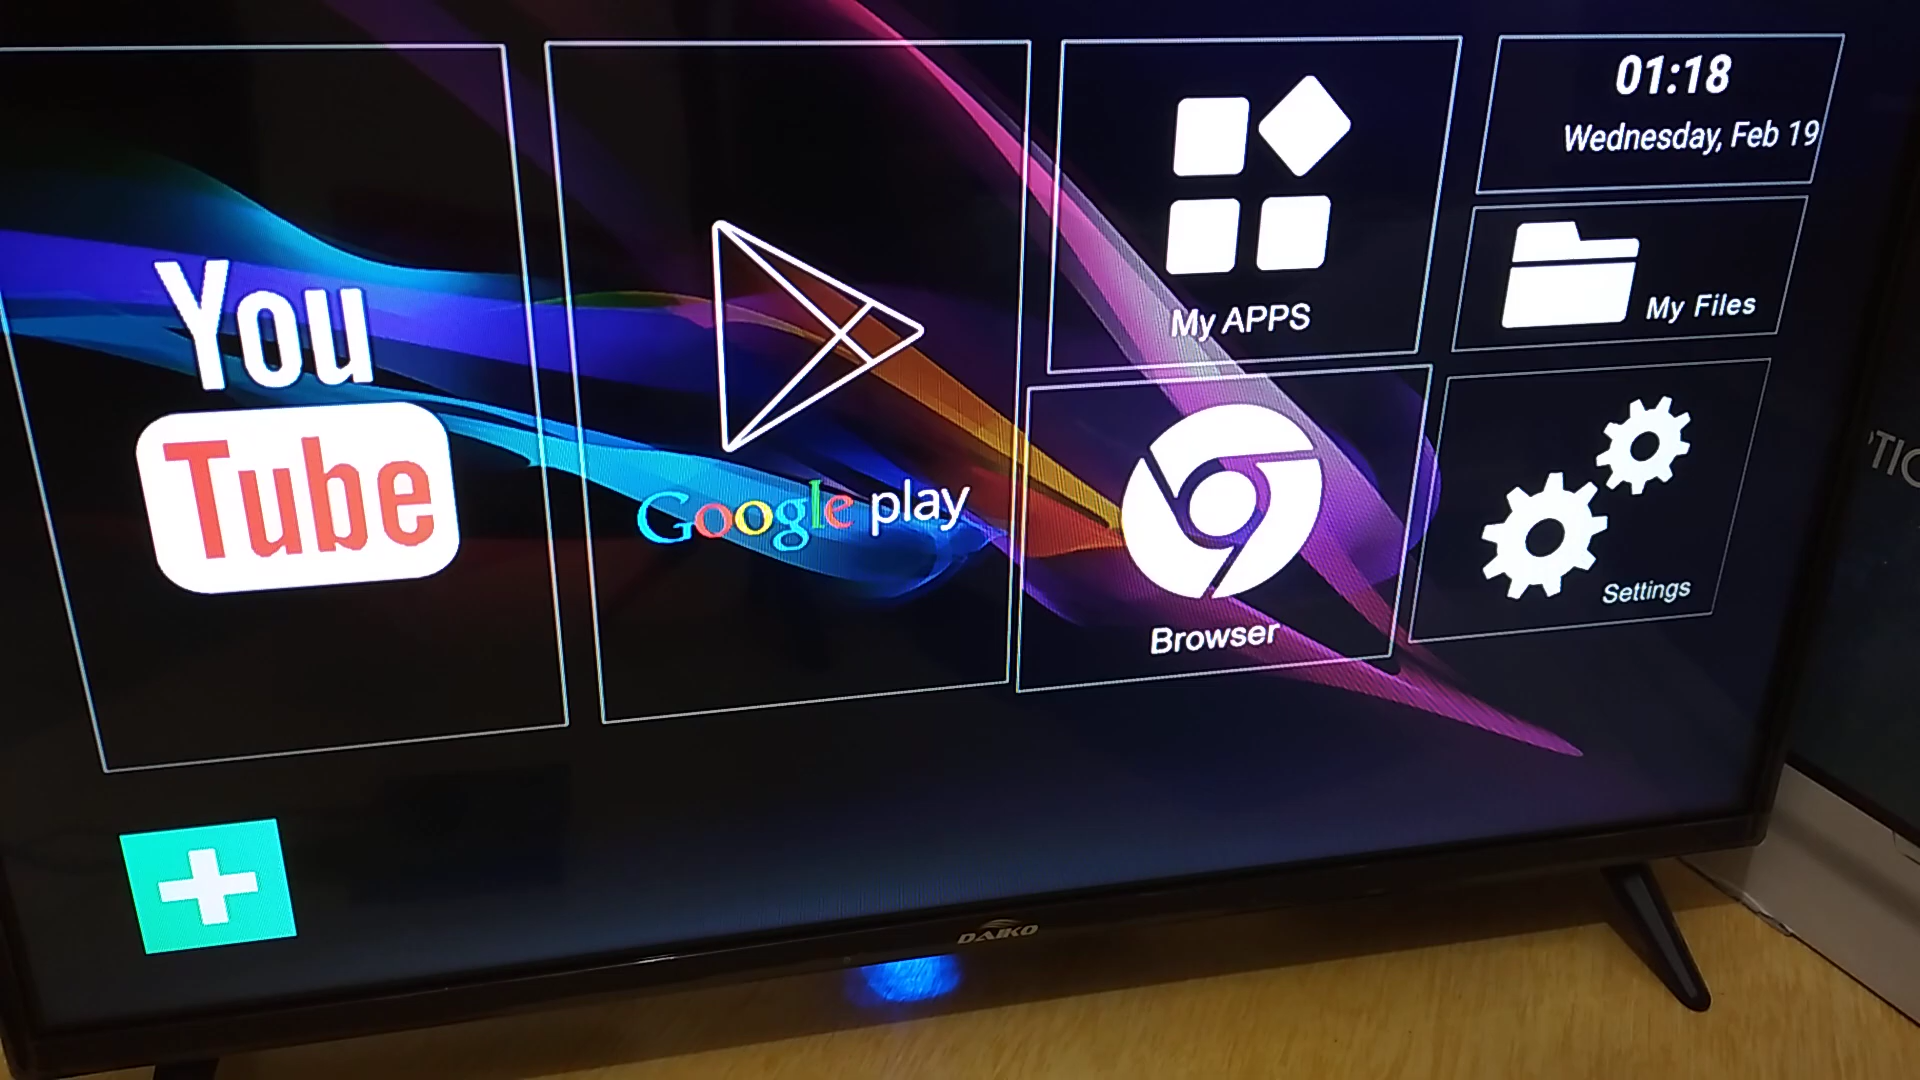 You
Tube
Google play
My APPS
Browser
01:18
Wednesday, Feb 19
My Files
Settings
DAIKO